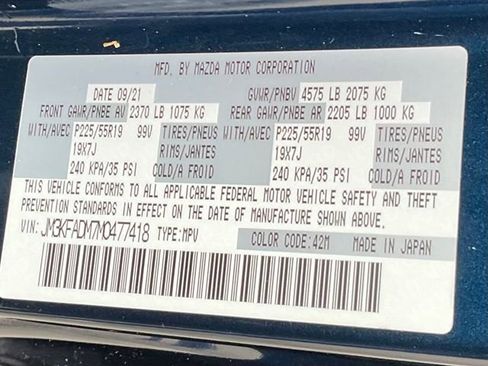 MFD. BY MAZDA MOTOR CORPORATION
DATE 09/21 GVWR/PNBV 4575 LB 2075 KG
FRONT GAWR/PNBE AV 2370 LB 1075 KG REAR GAWR/PNBE AR 2205 LB 1000 KG
WITH/AVEC P225/55R19 99V TIRES/PNEUS WITH/AVEC P225/55R19 99V TIRES/PNEUS
19X7J RIMS/JANTES 19X7J RIMS/JANTES
240 KPA/35 PSI COLD/A FROID 240 KPA/35 PSI COLD/A FROID
THIS VEHICLE CONFORMS TO ALL APPLICABLE FEDERAL MOTOR VEHICLE SAFETY AND THEFT
PREVENTION STANDARDS IN EFFECT ON THE DATE OF MANUFACTURE SHOWN ABOVE.
VIN: JM3KFADM7M0477418 TYPE:MPV COLOR CODE:42M MADE IN JAPAN